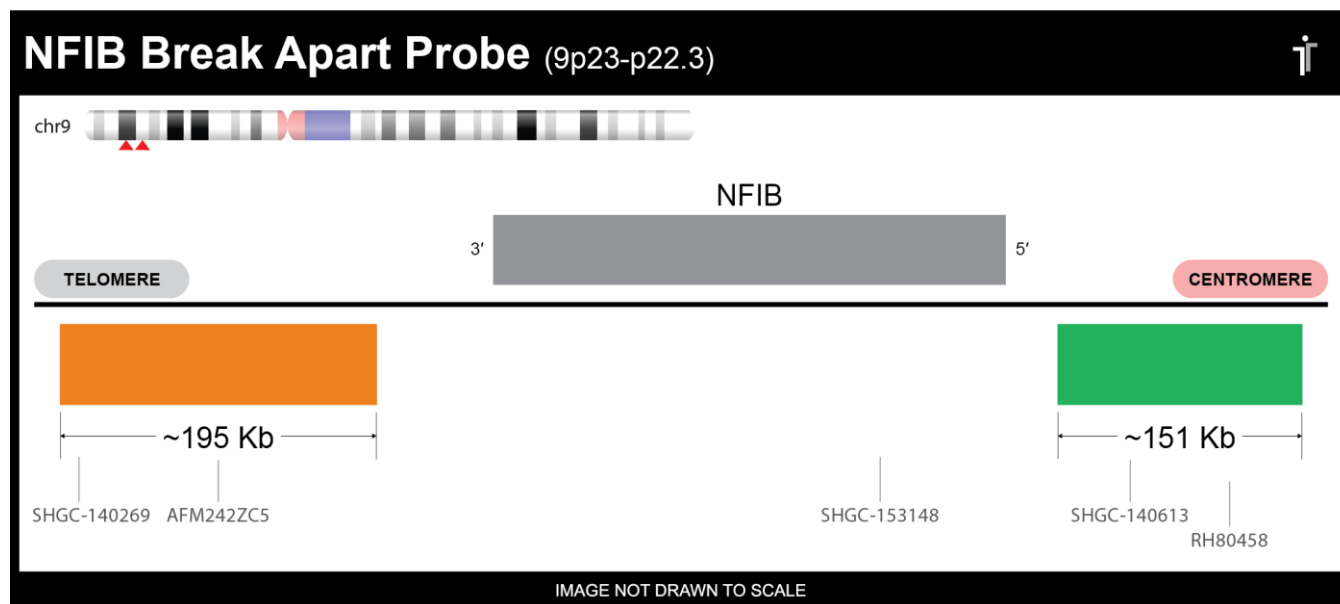 NFIB Break Apart Probe (9p23-p22.3)
chr9
NFIB
3′ 5′
TELOMERE CENTROMERE
~195 Kb ~151 Kb
SHGC-140269 AFM242ZC5 SHGC-153148 SHGC-140613
RH80458
IMAGE NOT DRAWN TO SCALE